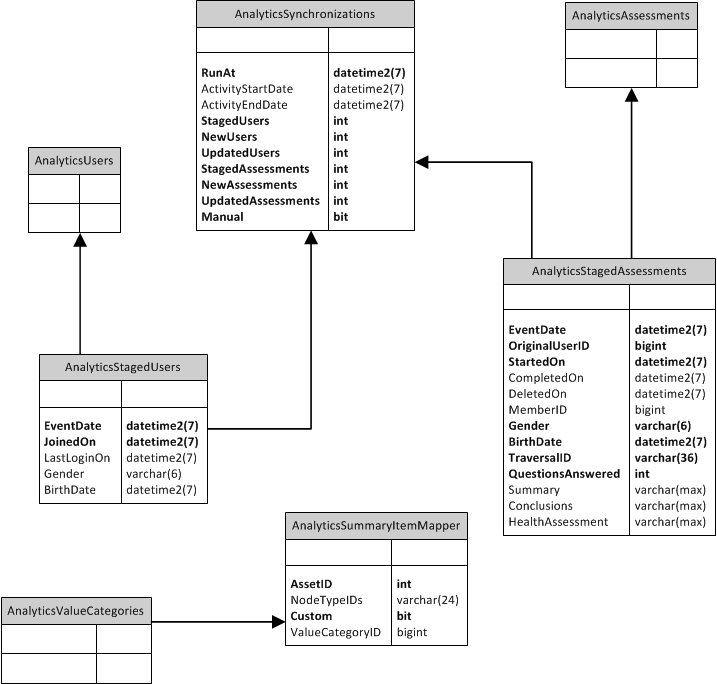 AnalyticsSynchronizations
RunAt datetime2(7)
ActivityStartDate datetime2(7)
ActivityEndDate datetime2(7)
StagedUsers int
NewUsers int
UpdatedUsers int
StagedAssessments int
NewAssessments int
UpdatedAssessments int
Manual bit
AnalyticsAssessments
AnalyticsUsers
AnalyticsStagedAssessments
EventDate datetime2(7)
OriginalUserID bigint
StartedOn datetime2(7)
CompletedOn datetime2(7)
DeletedOn datetime2(7)
MemberID bigint
Gender varchar(6)
BirthDate datetime2(7)
TraversalID varchar(36)
QuestionsAnswered int
Summary varchar(max)
Conclusions varchar(max)
HealthAssessment varchar(max)
AnalyticsStagedUsers
EventDate datetime2(7)
JoinedOn datetime2(7)
LastLoginOn datetime2(7)
Gender varchar(6)
BirthDate datetime2(7)
AnalyticsSummaryItemMapper
AssetID int
NodeTypeIDs varchar(24)
Custom bit
ValueCategoryID bigint
AnalyticsValueCategories